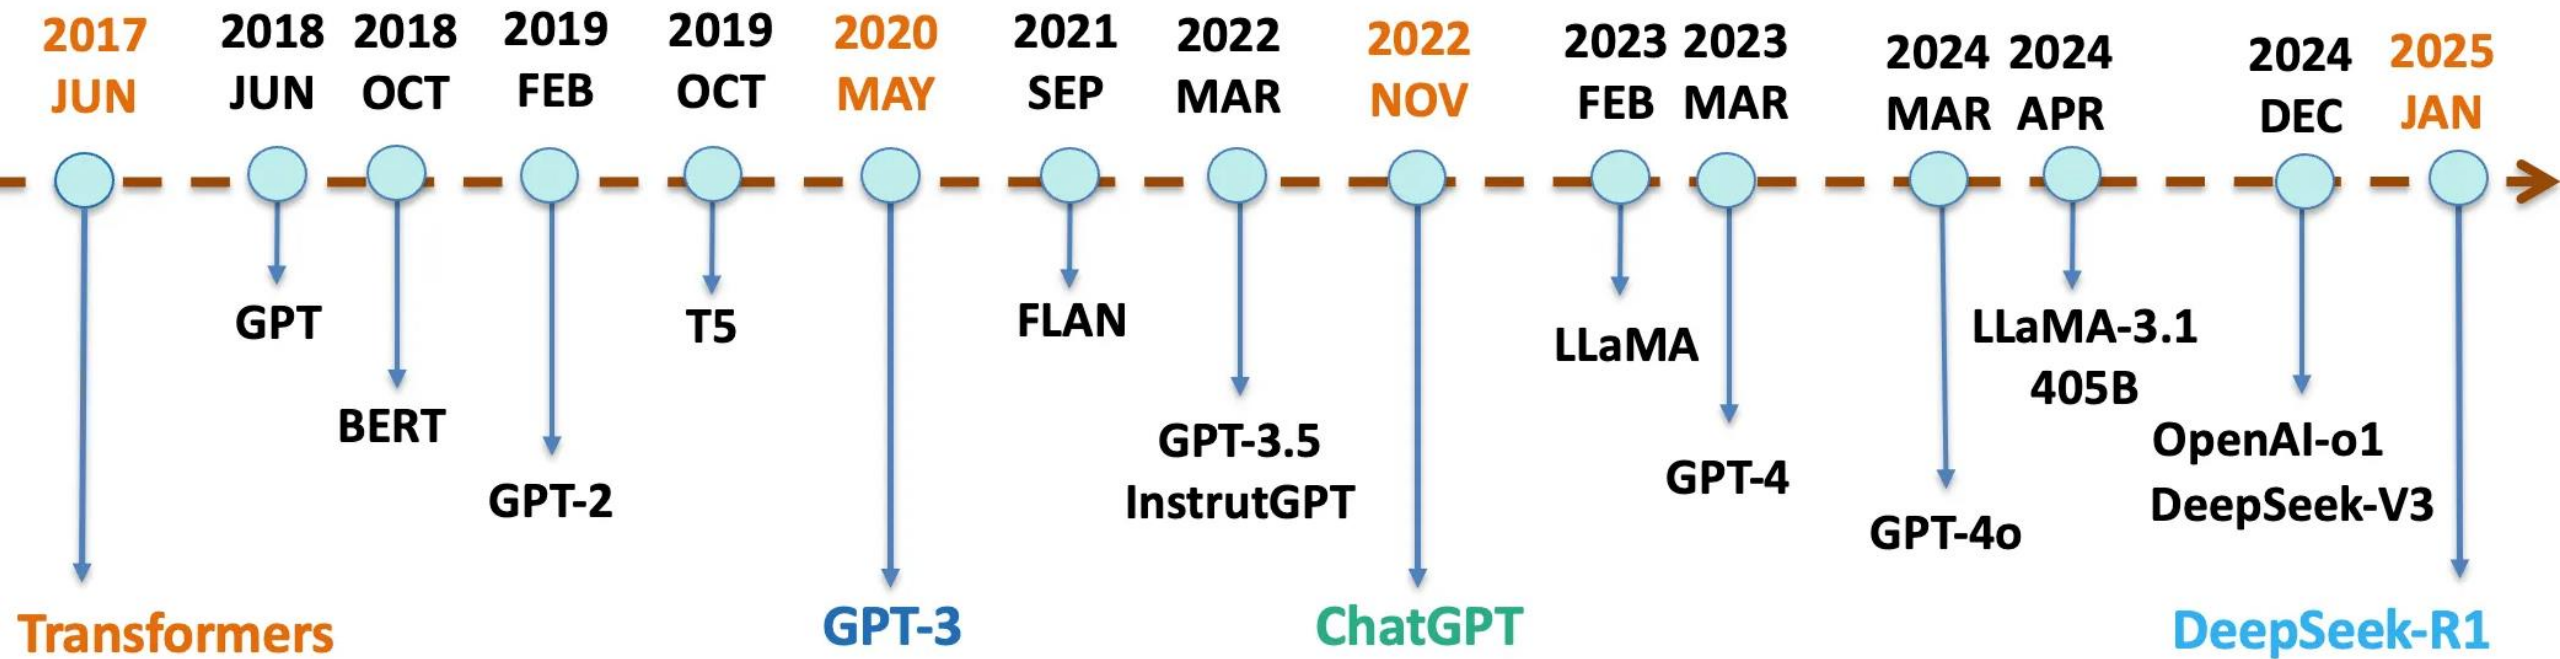 2017
JUN
2018
JUN
2018
OCT
2019
FEB
2019
OCT
2020
MAY
2021
SEP
2022
MAR
2022
NOV
2023
FEB
2023
MAR
2024
MAR
2024
APR
2024
DEC
2025
JAN
Transformers
GPT
BERT
GPT-2
T5
GPT-3
FLAN
GPT-3.5
InstrutGPT
ChatGPT
LLaMA
GPT-4
GPT-4o
LLaMA-3.1
405B
OpenAI-o1
DeepSeek-V3
DeepSeek-R1